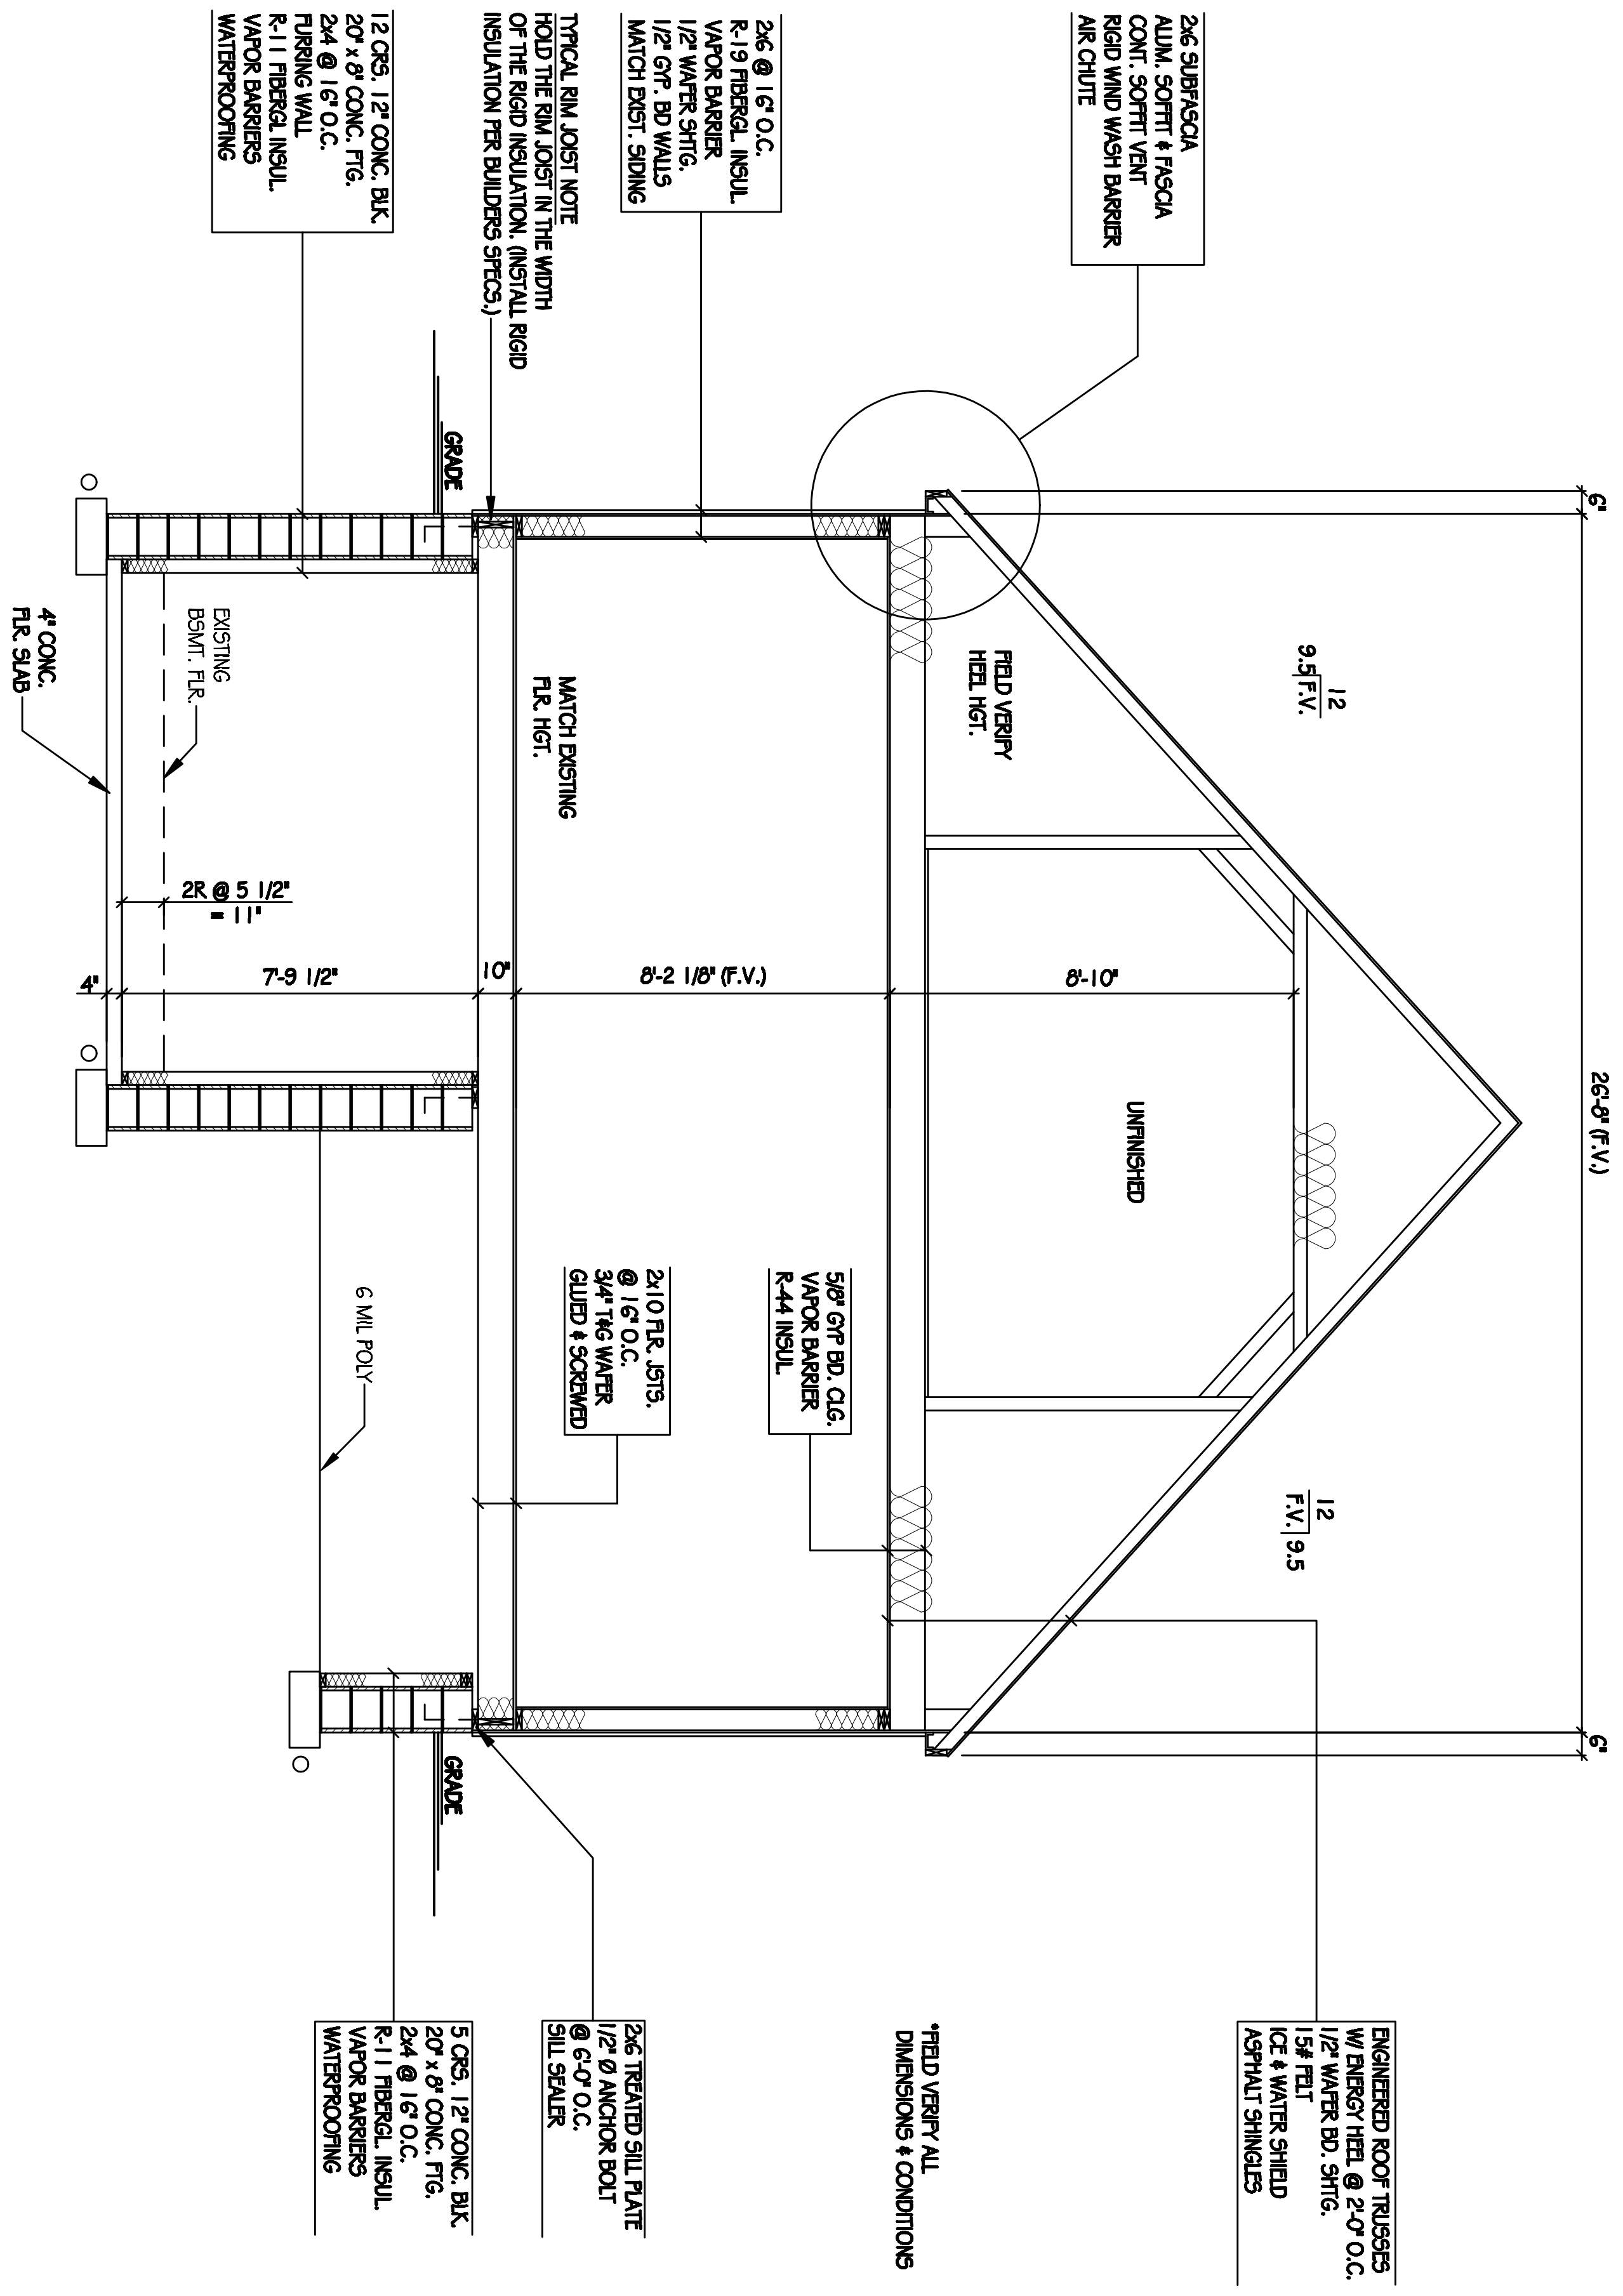 6"
26'-8" (F.V.)
6"
12
9.5 F.V.
12
F.V. 9.5
2x6 SUBFASCIA
ALUM. SOFFIT & FASCIA
CONT. SOFFIT VENT
RIGID WIND WASH BARRIER
AIR CHUTE
ENGINEERED ROOF TRUSSES
W/ ENERGY HEEL @ 2'-0" O.C.
1/2" WAFER BD. SHTG.
15# FELT
ICE & WATER SHIELD
ASPHALT SHINGLES
UNFINISHED
8'-10"
FIELD VERIFY
HEEL HGT.
*FIELD VERIFY ALL
DIMENSIONS & CONDITIONS
5/8" GYP BD. CLG.
VAPOR BARRIER
R-44 INSUL.
2x6 @ 16" O.C.
R-19 FIBERGL. INSUL.
VAPOR BARRIER
1/2" WAFER SHTG.
1/2" GYP. BD WALLS
MATCH EXIST. SIDING
8'-2 1/8" (F.V.)
2x10 FLR. JSTS.
@ 16" O.C.
3/4" T&G WAFER
GLUED & SCREWED
MATCH EXISTING
FLR. HGT.
TYPICAL RIM JOIST NOTE
HOLD THE RIM JOIST IN THE WIDTH
OF THE RIGID INSULATION. (INSTALL RIGID
INSULATION PER BUILDERS SPECS.)
2x6 TREATED SILL PLATE
1/2" Ø ANCHOR BOLT
@ 6'-0" O.C.
SILL SEALER
10"
GRADE
GRADE
12 CRS. 12" CONC. BLK.
20" x 8" CONC. FTG.
2x4 @ 16" O.C.
FURRING WALL
R-11 FIBERGL INSUL.
VAPOR BARRIERS
WATERPROOFING
7'-9 1/2"
6 MIL POLY
5 CRS. 12" CONC. BLK.
20" x 8" CONC. FTG.
2x4 @ 16" O.C.
R-11 FIBERGL. INSUL.
VAPOR BARRIERS
WATERPROOFING
EXISTING
BSMT. FLR.
2R @ 5 1/2"
= 11"
4"
4" CONC.
FLR. SLAB